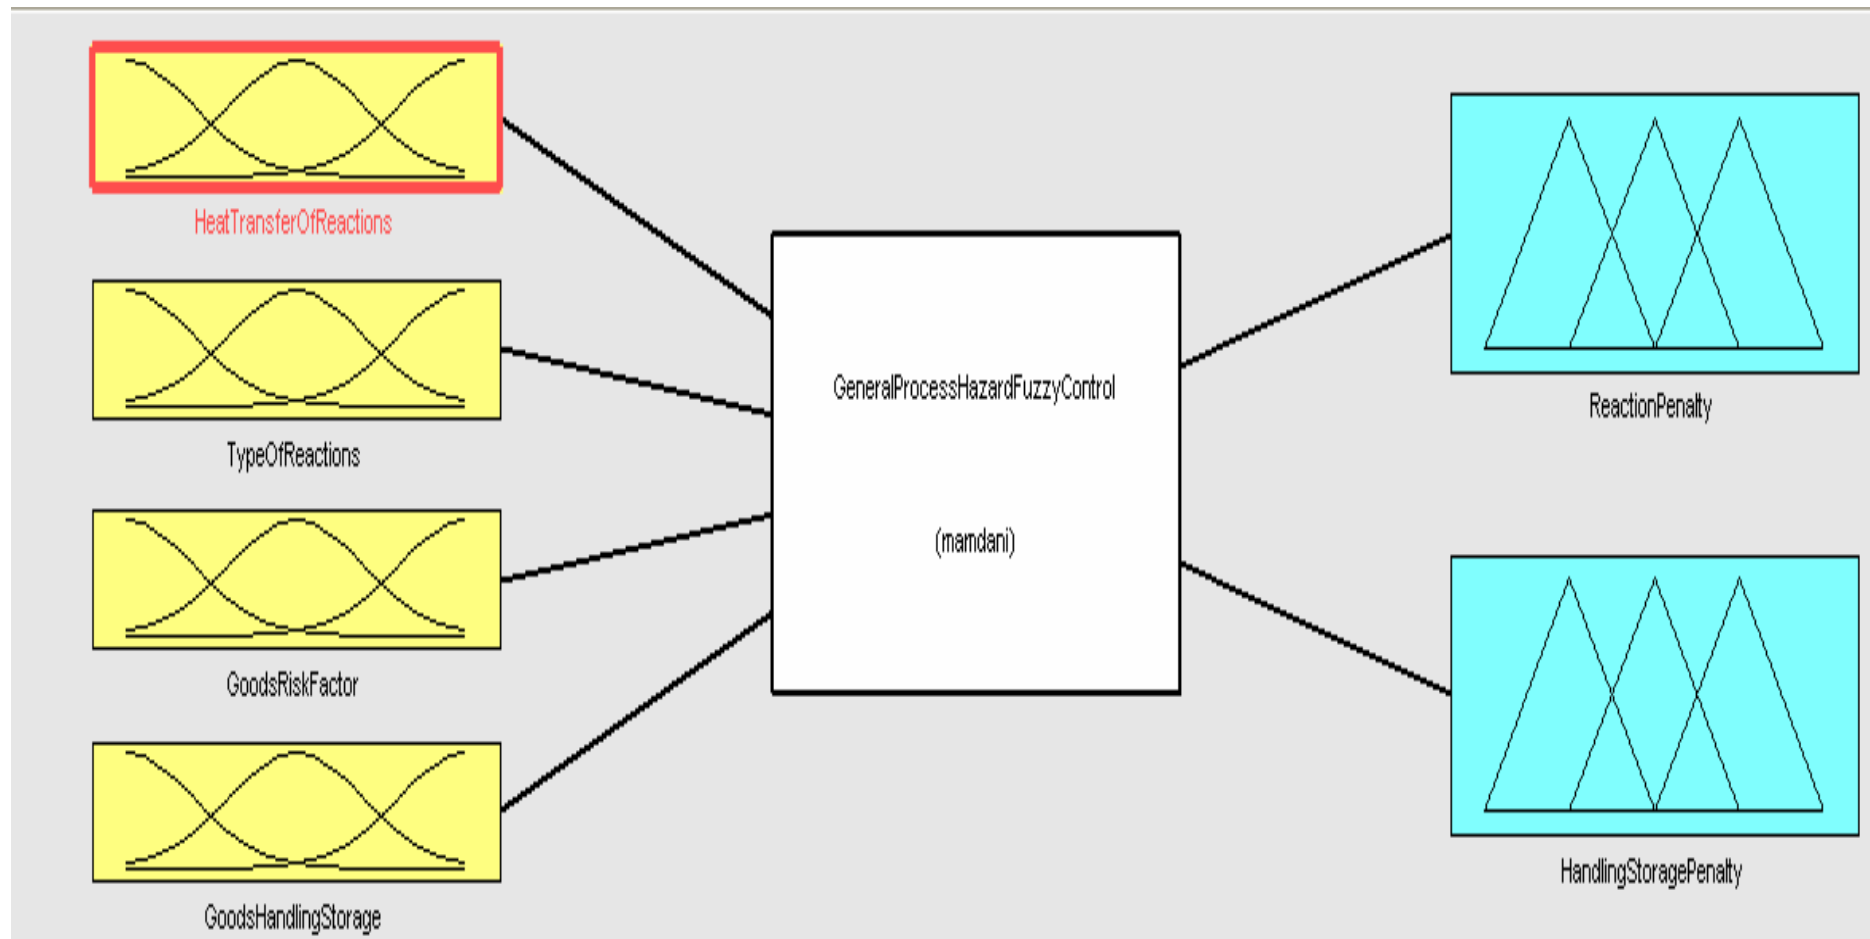 HeatTransferOfReactions
TypeOfReactions
GoodsRiskFactor
GoodsHandlingStorage
GeneralProcessHazardFuzzyControl
(mamdani)
ReactionPenalty
HandlingStoragePenalty